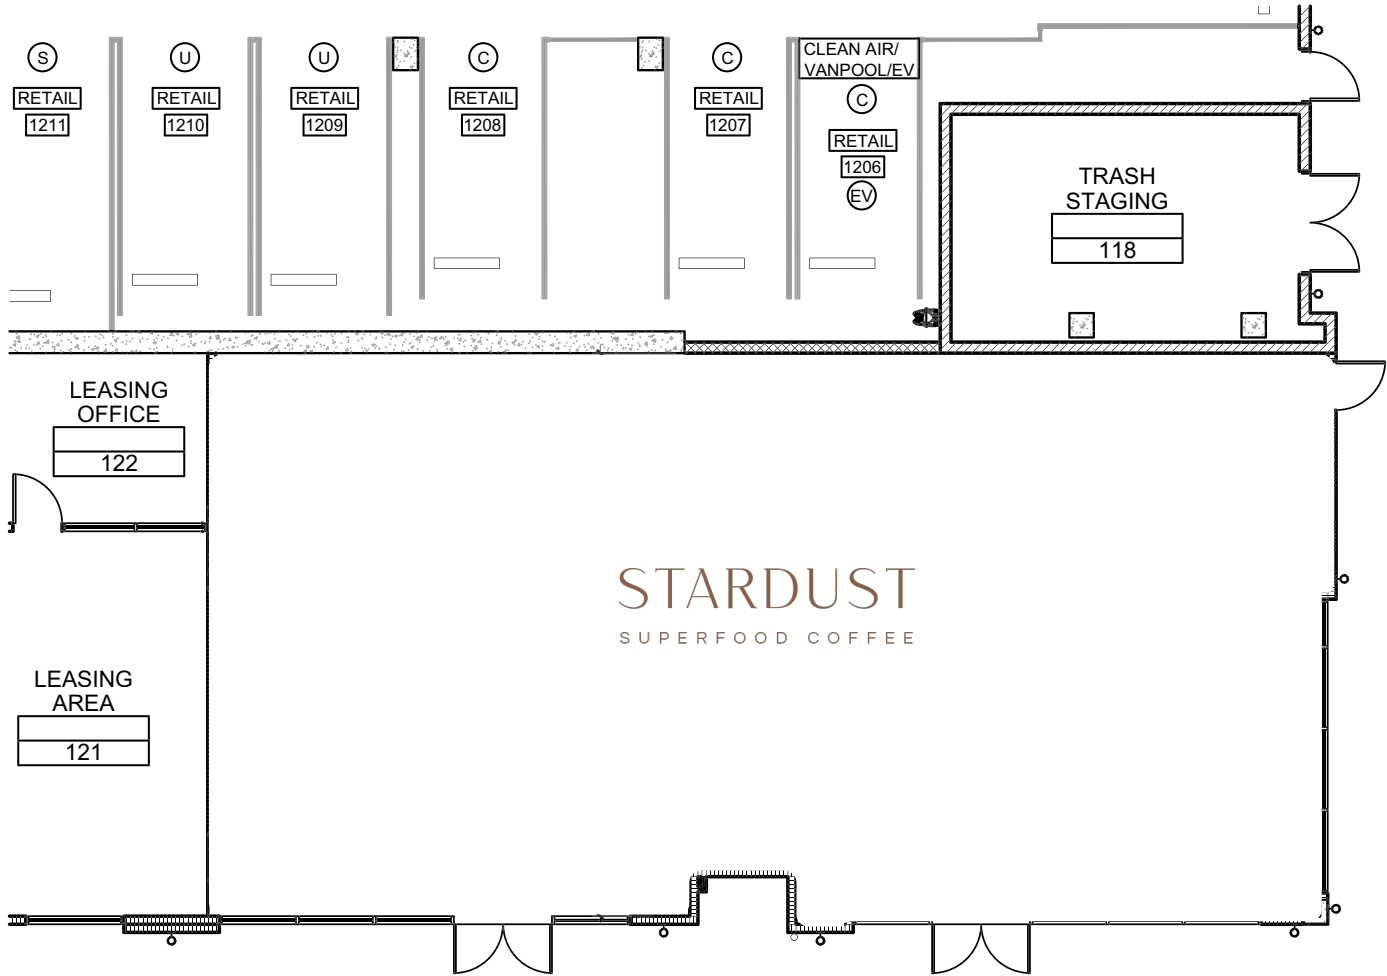 S
U
U
C
C
CLEAN AIR/
VANPOOL/EV
C
RETAIL
1211
RETAIL
1210
RETAIL
1209
RETAIL
1208
RETAIL
1207
RETAIL
1206
EV
TRASH
STAGING
118
LEASING
OFFICE
122
STARDUST
SUPERFOOD COFFEE
LEASING
AREA
121